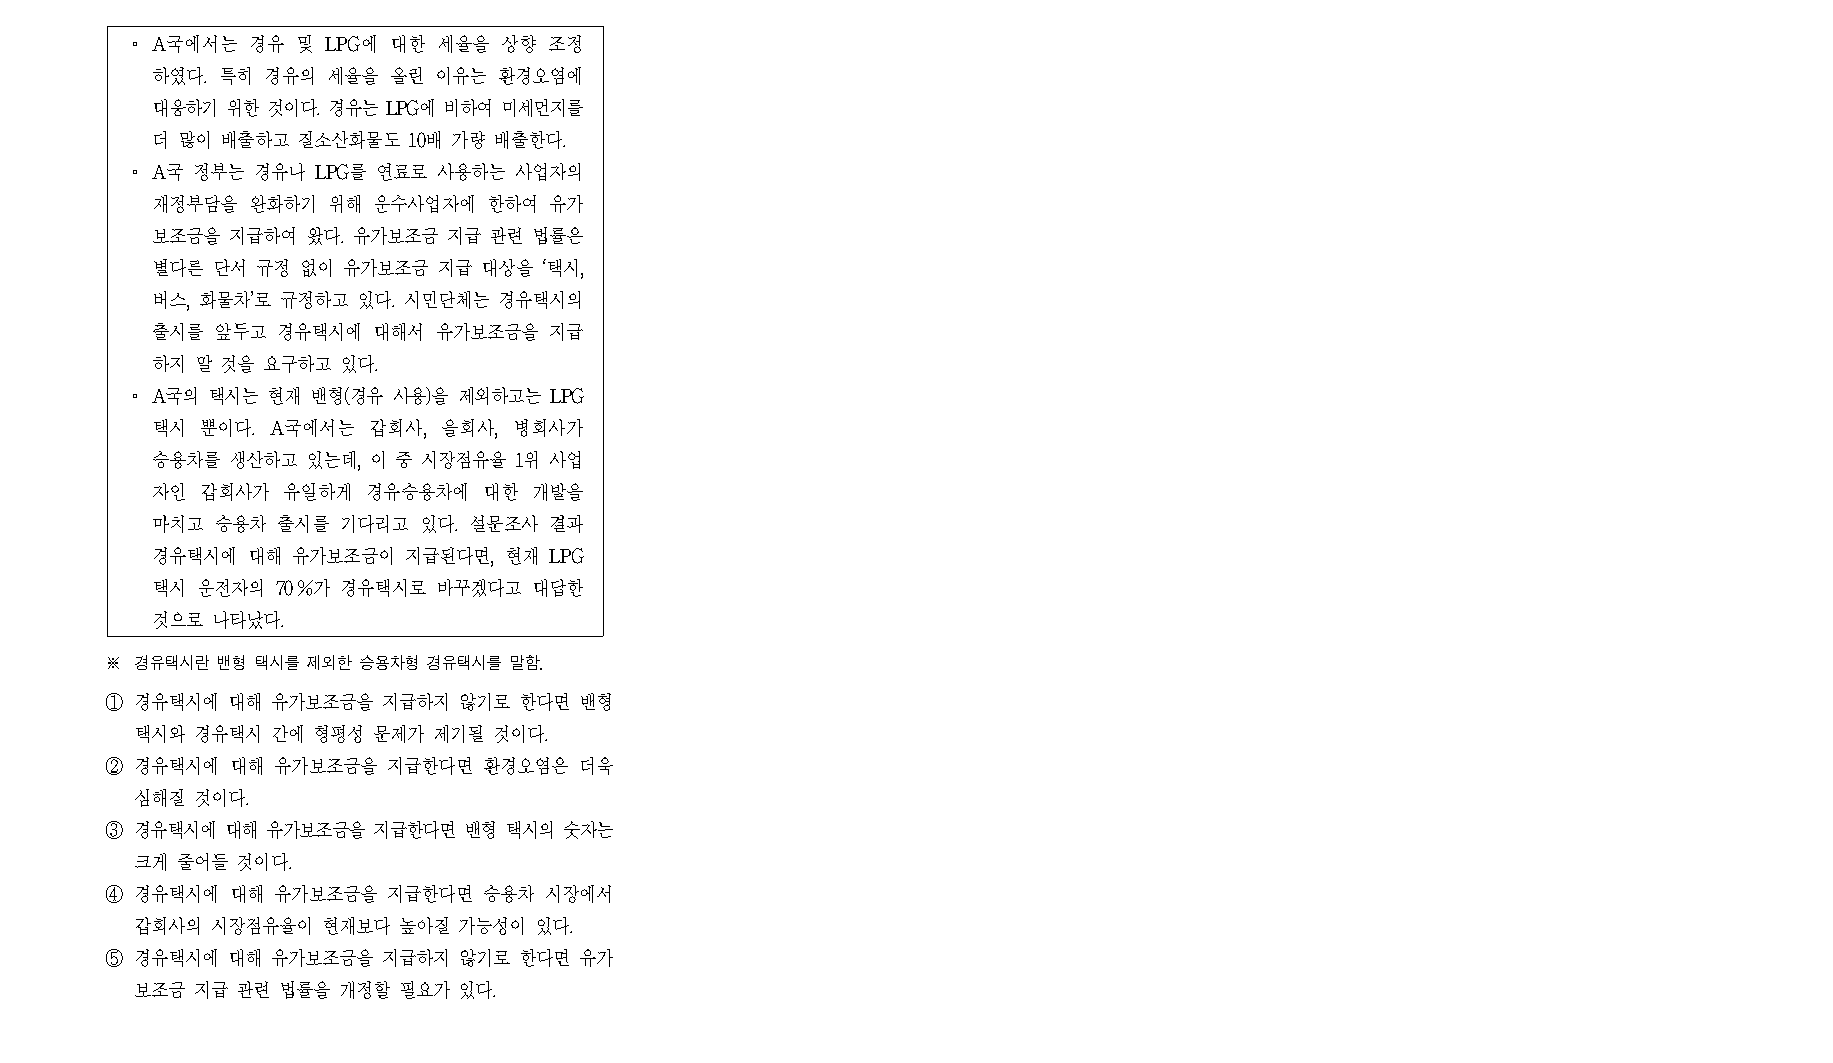 ▫ A국에서는 경유 및 LPG에 대한 세율을 상향 조정
하였다. 특히 경유의 세율을 올린 이유는 환경오염에
대응하기 위한 것이다. 경유는 LPG에 비하여 미세먼지를
더 많이 배출하고 질소산화물도 10배 가량 배출한다.
▫ A국 정부는 경유나 LPG를 연료로 사용하는 사업자의
재정부담을 완화하기 위해 운수사업자에 한하여 유가
보조금을 지급하여 왔다. 유가보조금 지급 관련 법률은
별다른 단서 규정 없이 유가보조금 지급 대상을 ‘택시,
버스, 화물차’로 규정하고 있다. 시민단체는 경유택시의
출시를 앞두고 경유택시에 대해서 유가보조금을 지급
하지 말 것을 요구하고 있다.
▫ A국의 택시는 현재 밴형(경유 사용)을 제외하고는 LPG
택시 뿐이다. A국에서는 갑회사, 을회사, 병회사가
승용차를 생산하고 있는데, 이 중 시장점유율 1위 사업
자인 갑회사가 유일하게 경유승용차에 대한 개발을
마치고 승용차 출시를 기다리고 있다. 설문조사 결과
경유택시에 대해 유가보조금이 지급된다면, 현재 LPG
택시 운전자의 70%가 경유택시로 바꾸겠다고 대답한
것으로 나타났다.
※ 경유택시란 밴형 택시를 제외한 승용차형 경유택시를 말함.
① 경유택시에 대해 유가보조금을 지급하지 않기로 한다면 밴형
택시와 경유택시 간에 형평성 문제가 제기될 것이다.
② 경유택시에 대해 유가보조금을 지급한다면 환경오염은 더욱
심해질 것이다.
③ 경유택시에 대해 유가보조금을 지급한다면 밴형 택시의 숫자는
크게 줄어들 것이다.
④ 경유택시에 대해 유가보조금을 지급한다면 승용차 시장에서
갑회사의 시장점유율이 현재보다 높아질 가능성이 있다.
⑤ 경유택시에 대해 유가보조금을 지급하지 않기로 한다면 유가
보조금 지급 관련 법률을 개정할 필요가 있다.